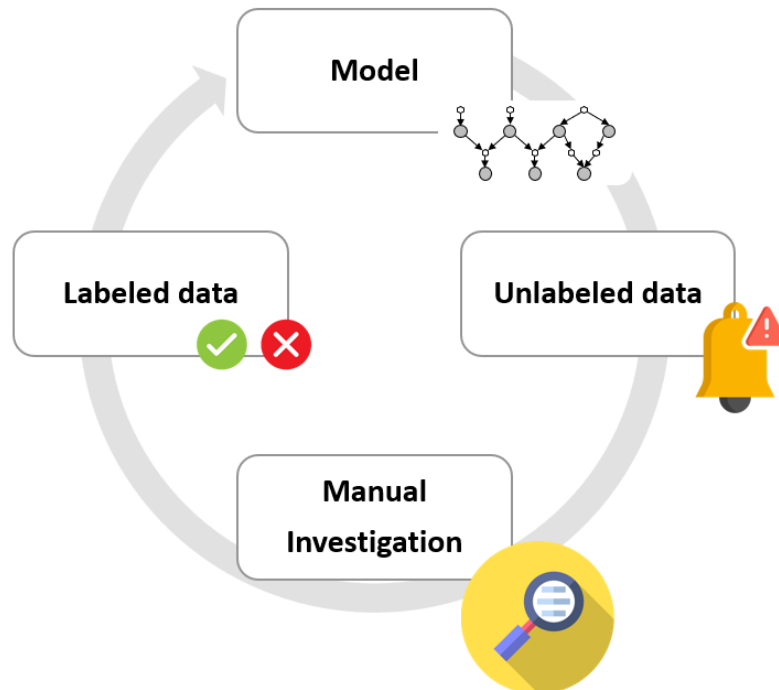 Model
Labeled data
Unlabeled data
Manual
Investigation